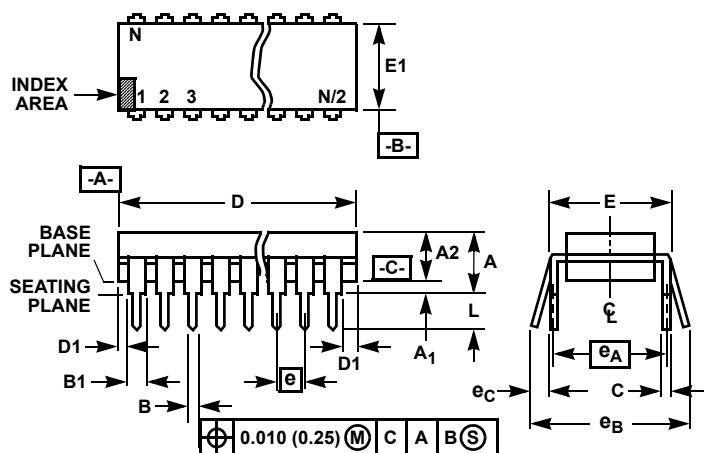 N
E1
INDEX
AREA
1 2 3 N/2
-B-
-A-
D
E
BASE
PLANE
A2
A
-C-
SEATING
PLANE
L
C
L
D1
A1
D1
eA
B1
e
eC
C
B
eB
0.010 (0.25) M C A B S